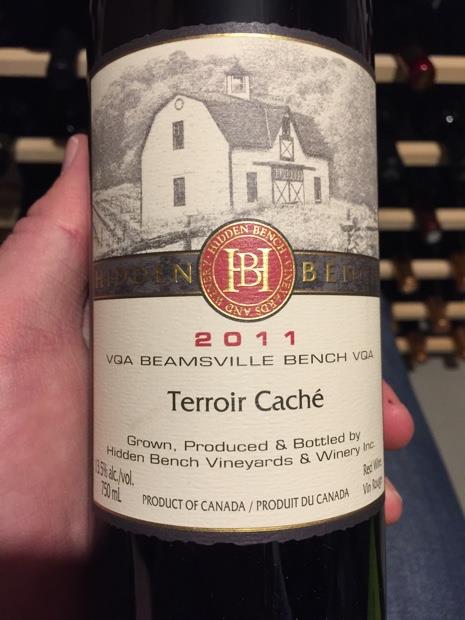 HIDDEN BENCH
VINEYARDS AND WINERY
HB
HIDDEN BENCH
2011
VQA BEAMSVILLE BENCH VQA
Terroir Caché
Grown, Produced & Bottled by
Hidden Bench Vineyards & Winery Inc.
13.5% alc./vol.
750 mL
Red Wine
Vin Rouge
PRODUCT OF CANADA / PRODUIT DU CANADA